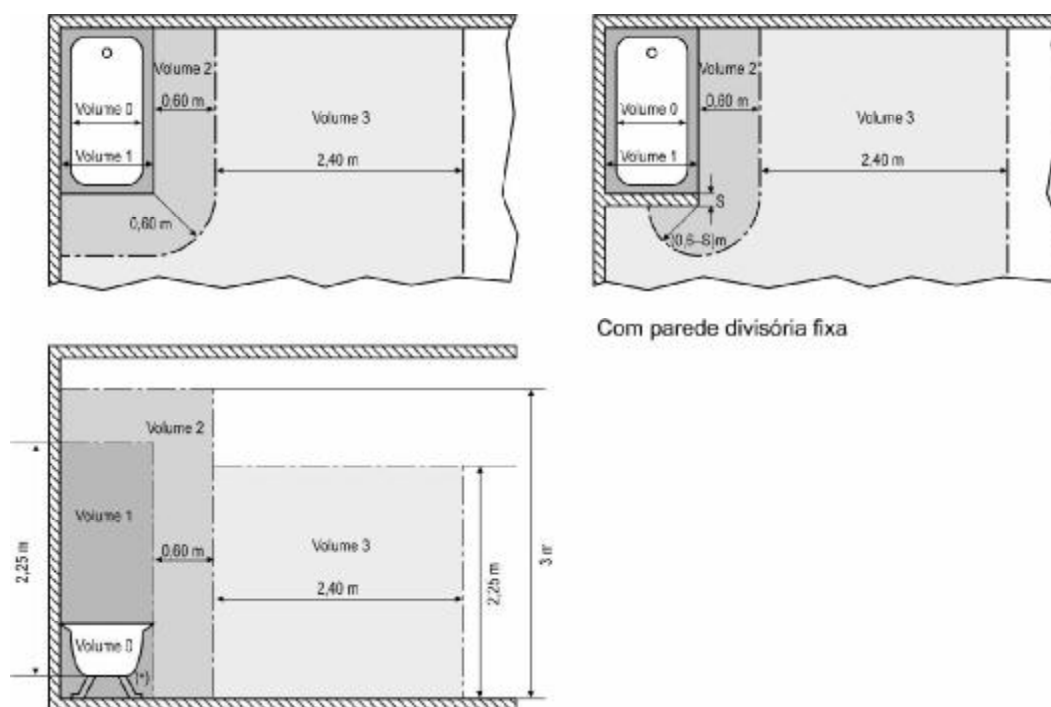 Volume 2
0,60 m
Volume 0
Volume 1
Volume 3
2,40 m
0,60 m
Volume 2
0,60 m
Volume 0
Volume 1
Volume 3
2,40 m
S
(0,6–S)m
Com parede divisória fixa
Volume 2
Volume 1
0,60 m
Volume 3
2,40 m
2,25 m
2,25 m
3 m
Volume 0
(*)